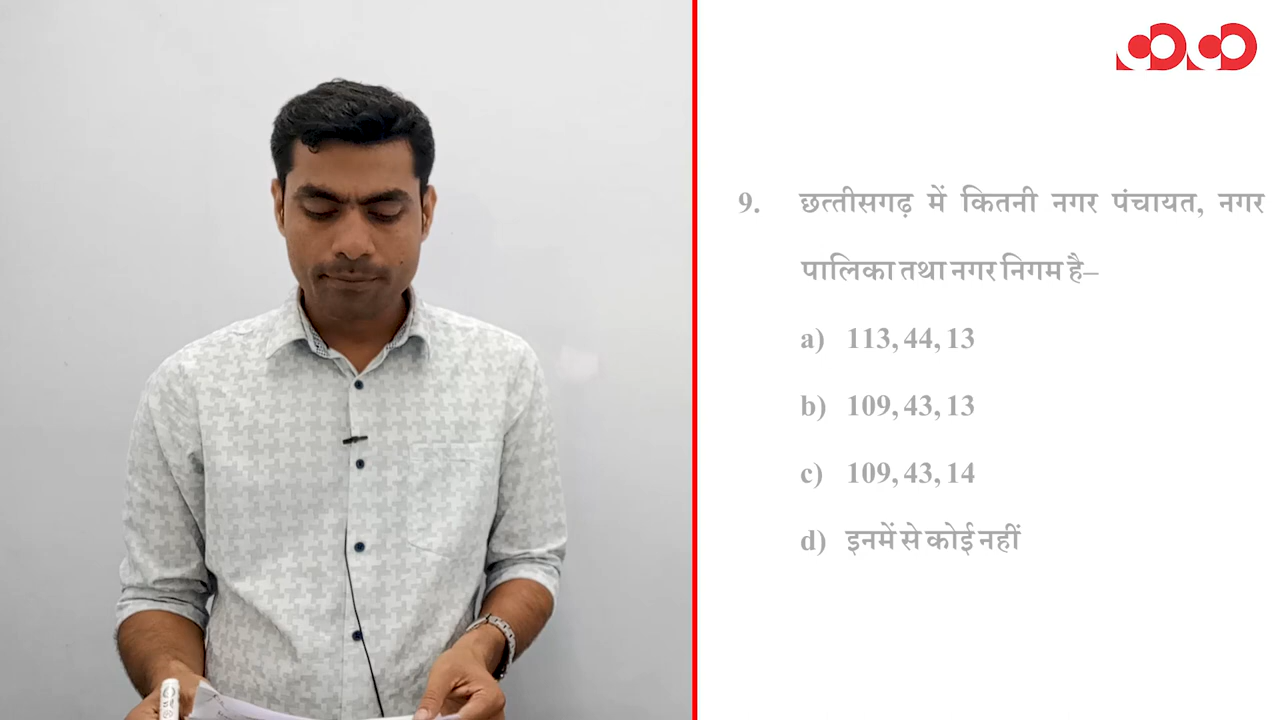 9. छत्तीसगढ़ में कितनी नगर पंचायत, नगर
पालिका तथा नगर निगम है–
a) 113, 44, 13
b) 109, 43, 13
c) 109, 43, 14
d) इनमें से कोई नहीं